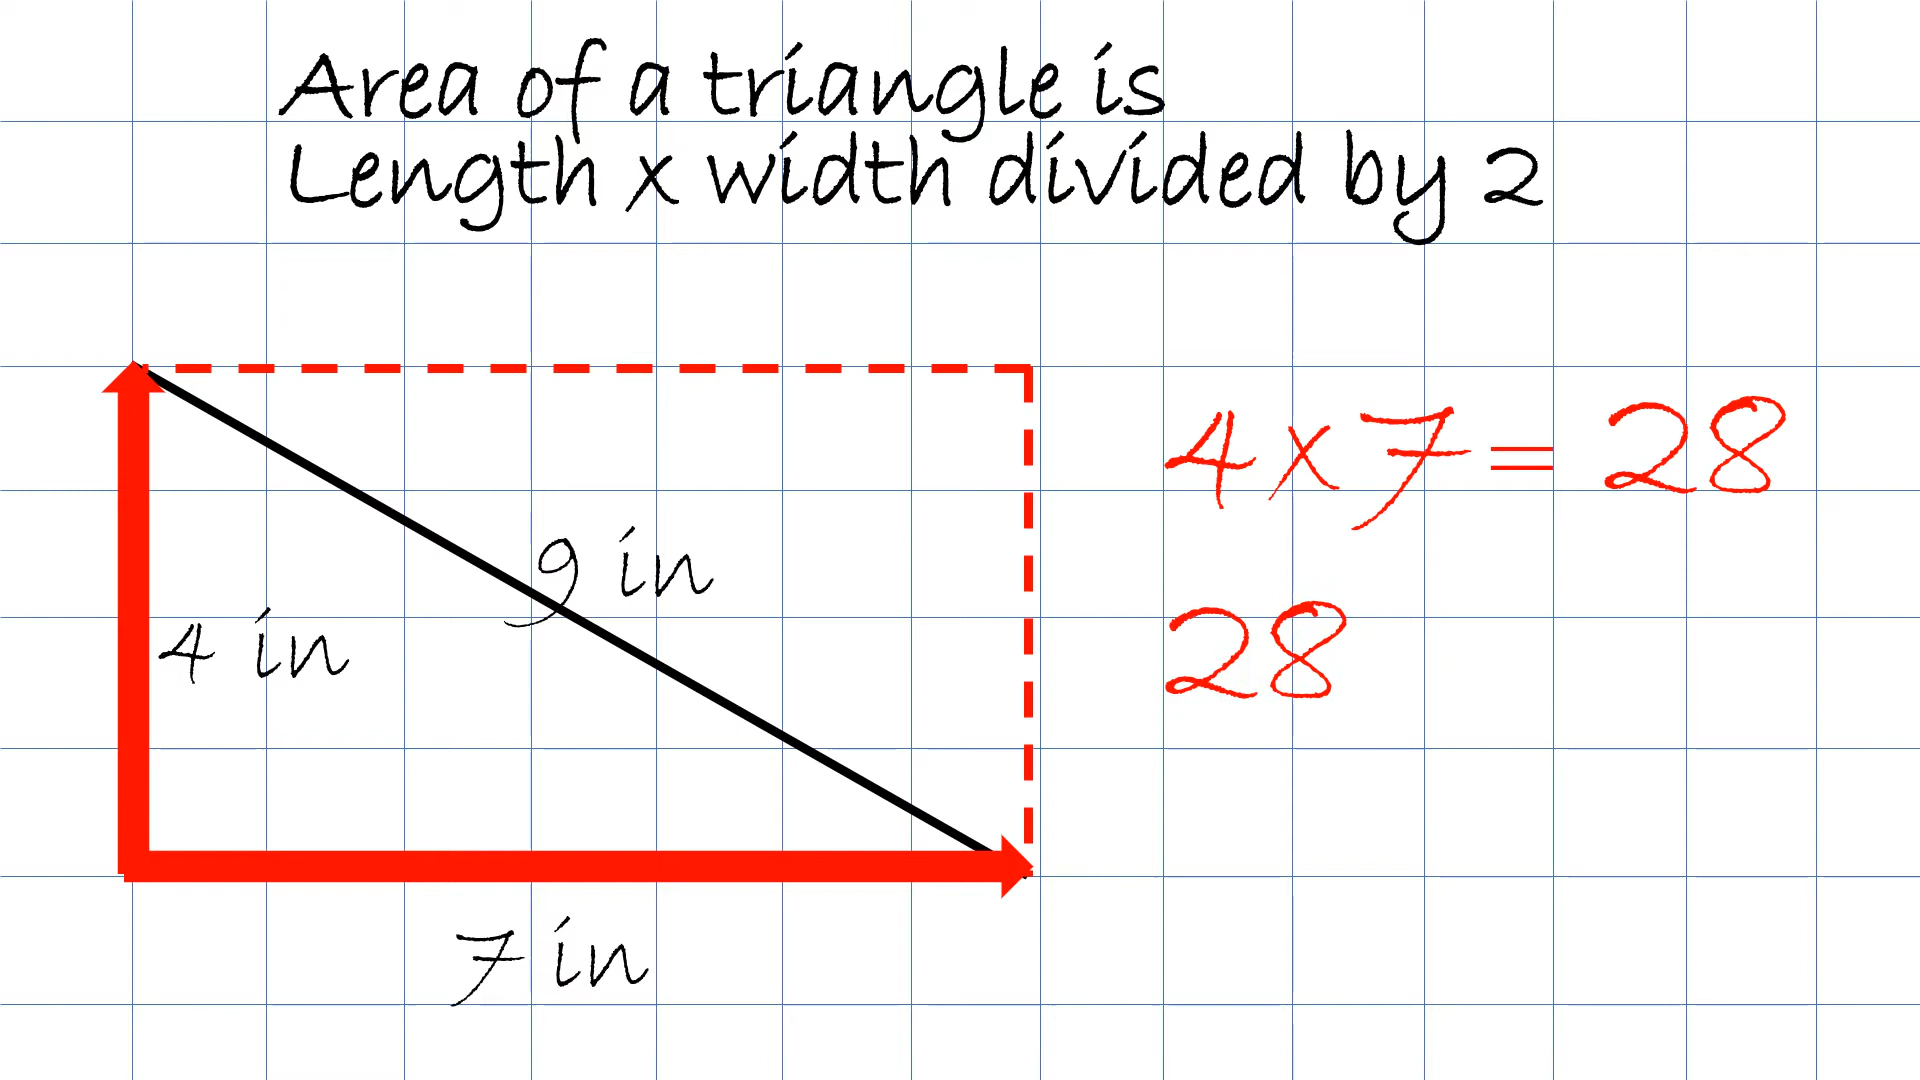 Area of a triangle is
Length x width divided by 2
4 x 7 = 28
9 in
4 in
28
7 in